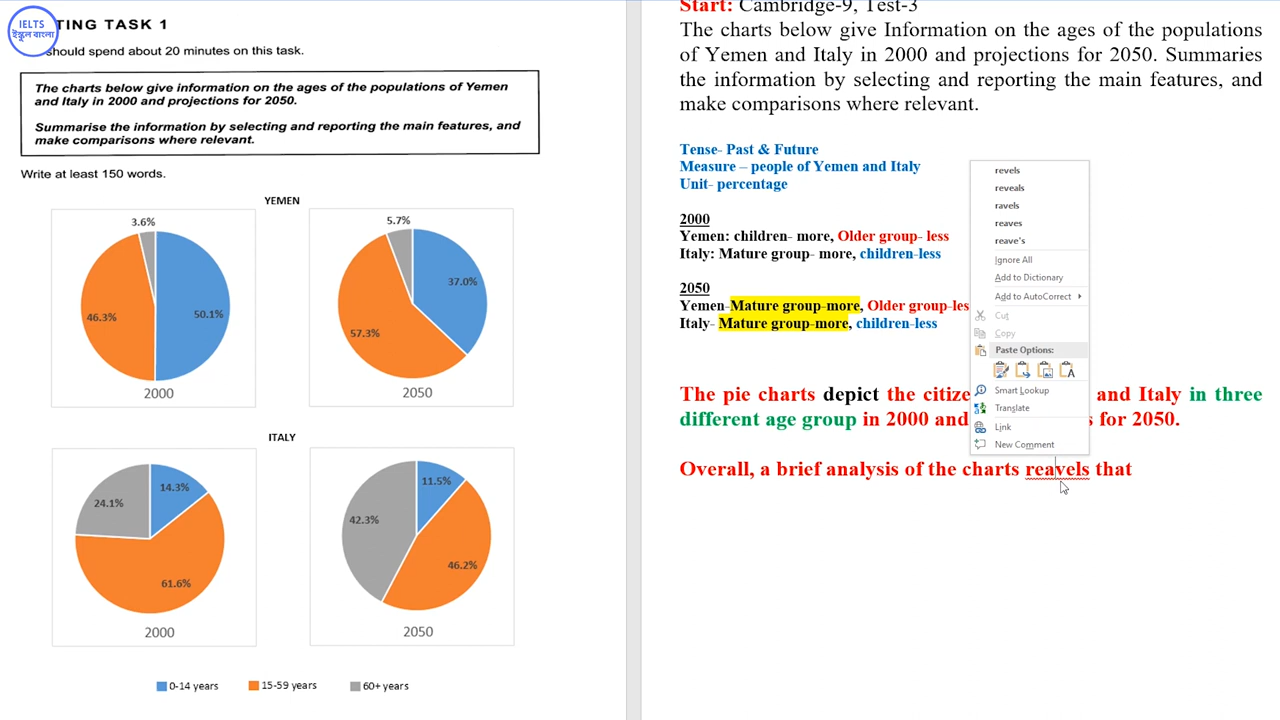 IELTS
ইস্কুল বাংলা
TING TASK 1
should spend about 20 minutes on this task.
The charts below give information on the ages of the populations of Yemen
and Italy in 2000 and projections for 2050.
Summarise the information by selecting and reporting the main features, and
make comparisons where relevant.
Write at least 150 words.
YEMEN
3.6%
46.3%
50.1%
2000
5.7%
37.0%
57.3%
2050
ITALY
14.3%
24.1%
61.6%
2000
11.5%
42.3%
46.2%
2050
0-14 years
15-59 years
60+ years
Start: Cambridge-9, Test-3
The charts below give Information on the ages of the populations
of Yemen and Italy in 2000 and projections for 2050. Summaries
the information by selecting and reporting the main features, and
make comparisons where relevant.
Tense- Past & Future
Measure – people of Yemen and Italy
Unit- percentage
2000
Yemen: children- more, Older group- less
Italy: Mature group- more, children-less
2050
Yemen-Mature group-more, Older group-les
Italy- Mature group-more, children-less
The pie charts depict the citize and Italy in three
different age group in 2000 and s for 2050.
Overall, a brief analysis of the charts reavels that
revels
reveals
ravels
reaves
reave's
Ignore All
Add to Dictionary
Add to AutoCorrect
Cut
Copy
Paste Options:
Smart Lookup
Translate
Link
New Comment